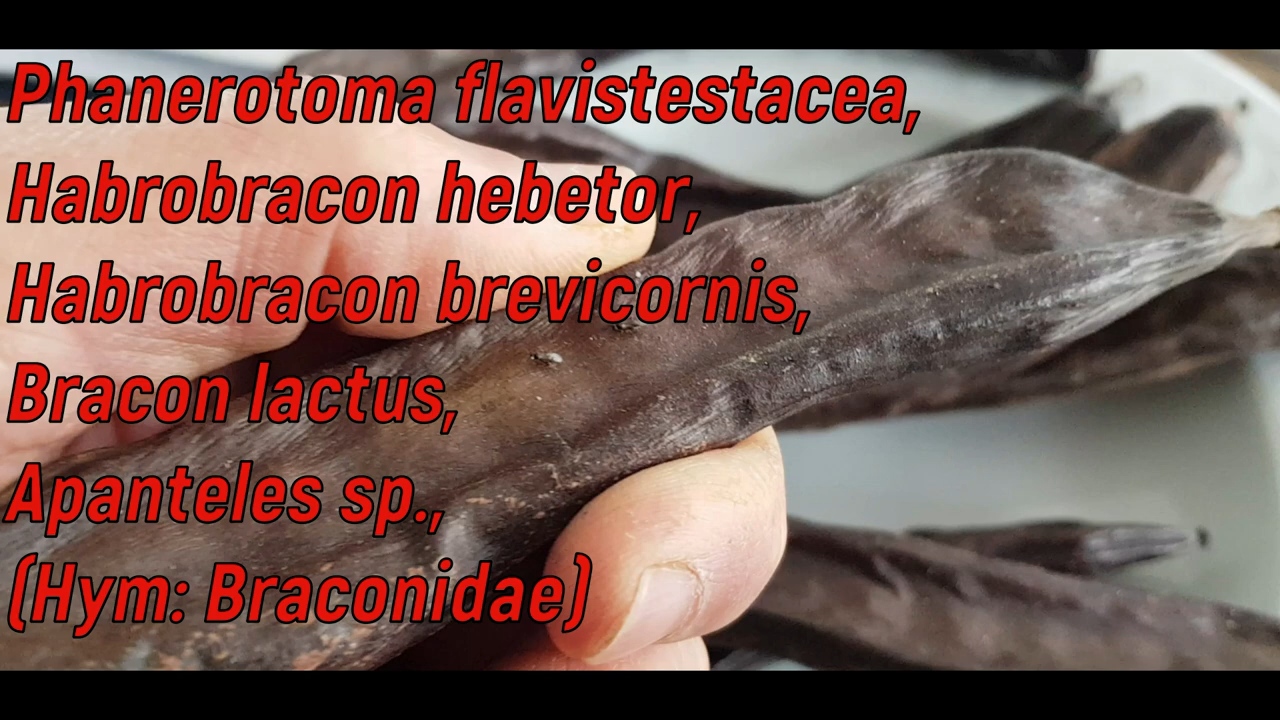 Phanerotoma flavistestacea,
Habrobracon hebetor,
Habrobracon brevicornis,
Bracon lactus,
Apanteles sp.,
(Hym: Braconidae)